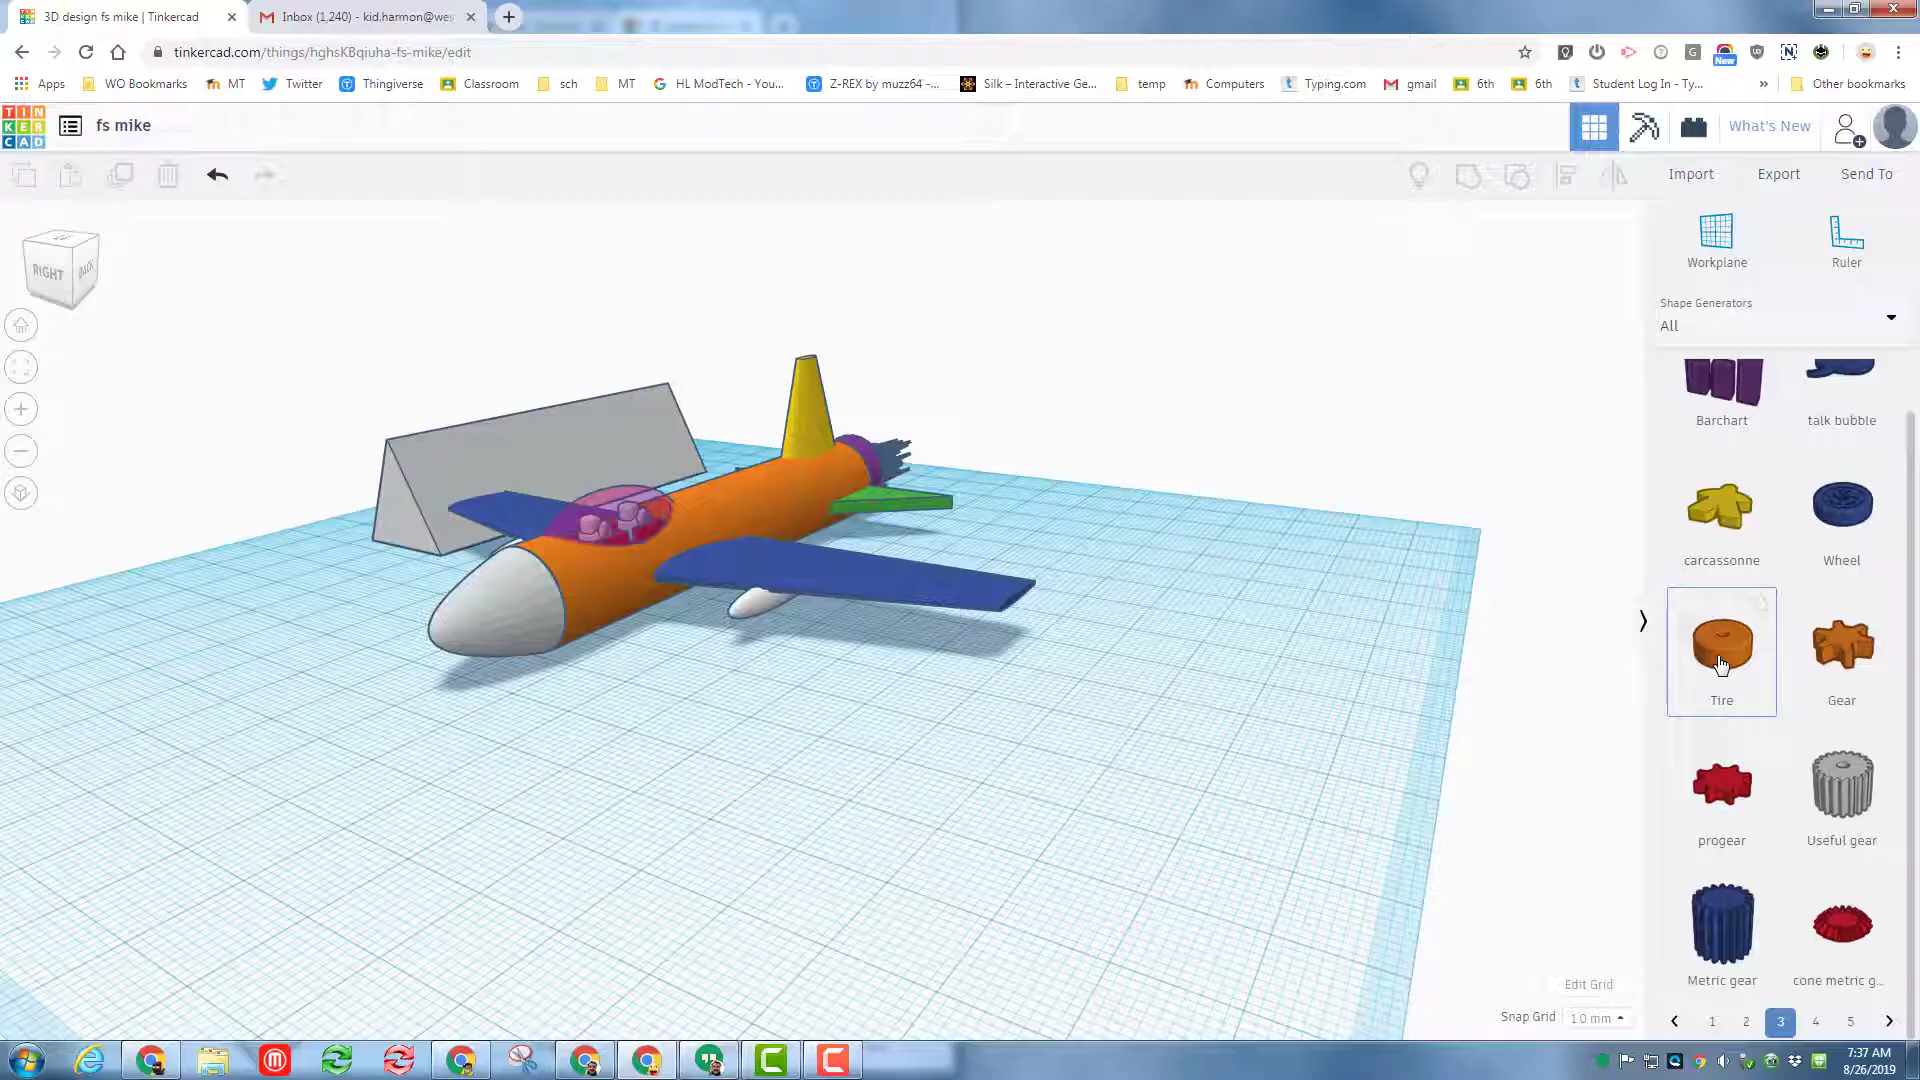 3D design fs mike | Tinkercad
Inbox (1,240) - kid.harmon@wes
tinkercad.com/things/hghsKBqiuha-fs-mike/edit
New
Apps
WO Bookmarks
MT
Twitter
Thingiverse
Classroom
sch
MT
HL ModTech - You...
Z-REX by muzz64 -...
Silk – Interactive Ge...
temp
Computers
Typing.com
gmail
6th
6th
Student Log In - Ty...
Other bookmarks
TIN
KER
CAD
fs mike
What's New
Import
Export
Send To
RIGHT
BACK
Workplane
Ruler
Shape Generators
All
Barchart
talk bubble
carcassonne
Wheel
Tire
Gear
progear
Useful gear
Metric gear
cone metric g...
Edit Grid
Snap Grid
1.0 mm
1
2
3
4
5
7:37 AM
8/26/2019